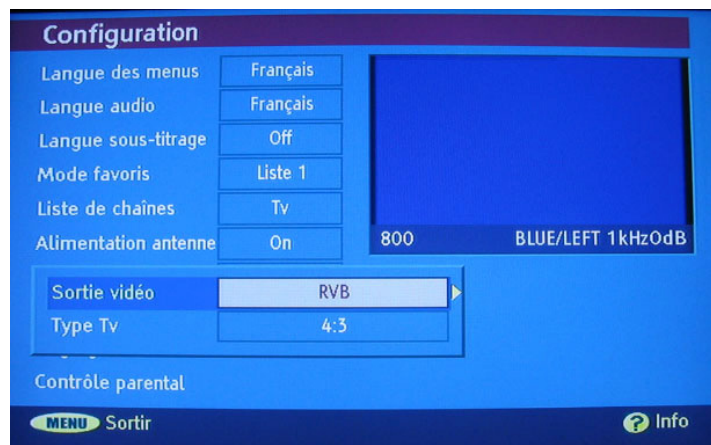 Configuration
Langue des menus Français
Langue audio Français
Langue sous-titrage Off
Mode favoris Liste 1
Liste de chaînes Tv
Alimentation antenne On
800 BLUE/LEFT 1kHz0dB
Sortie vidéo RVB
Type Tv 4:3
Contrôle parental
MENU Sortir
? Info